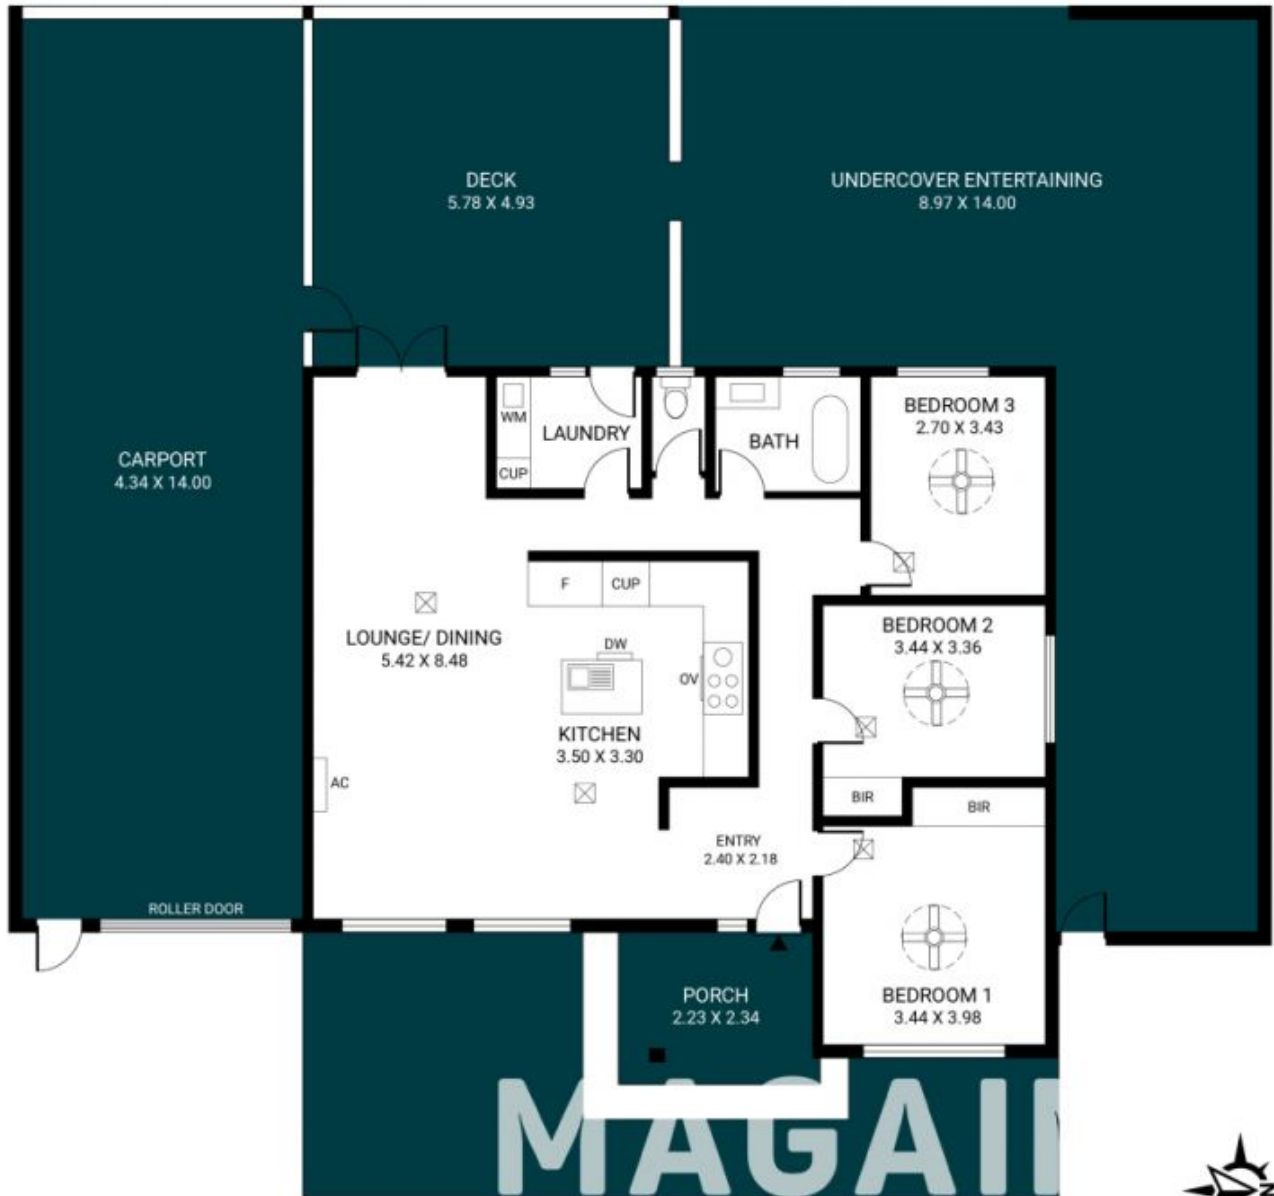 DECK
5.78 X 4.93
UNDERCOVER ENTERTAINING
8.97 X 14.00
CARPORT
4.34 X 14.00
WM
LAUNDRY
CUP
BATH
BEDROOM 3
2.70 X 3.43
F
CUP
LOUNGE/ DINING
5.42 X 8.48
DW
OV
KITCHEN
3.50 X 3.30
BEDROOM 2
3.44 X 3.36
AC
BIR
BIR
ENTRY
2.40 X 2.18
ROLLER DOOR
PORCH
2.23 X 2.34
BEDROOM 1
3.44 X 3.98
MAGAI
N